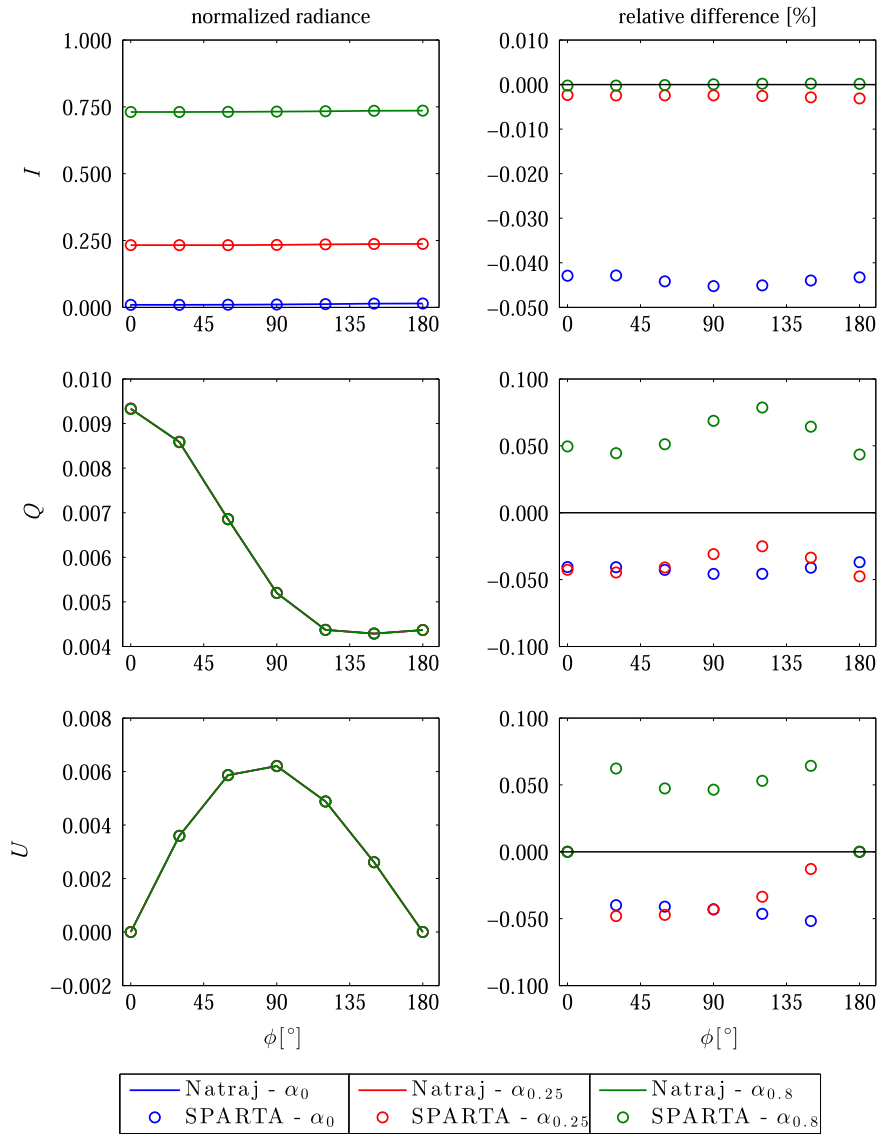 normalized radiance
relative difference [%]
1.000
0.750
0.500
0.250
0.000
I
0 45 90 135 180
0.010
0.000
−0.010
−0.020
−0.030
−0.040
−0.050
0 45 90 135 180
0.010
0.009
0.008
0.007
0.006
0.005
0.004
Q
0 45 90 135 180
0.100
0.050
0.000
−0.050
−0.100
0 45 90 135 180
0.008
0.006
0.004
0.002
0.000
−0.002
U
0 45 90 135 180
ϕ[°]
0.100
0.050
0.000
−0.050
−0.100
0 45 90 135 180
ϕ[°]
Natraj - α₀
SPARTA - α₀
Natraj - α₀.₂₅
SPARTA - α₀.₂₅
Natraj - α₀.₈
SPARTA - α₀.₈